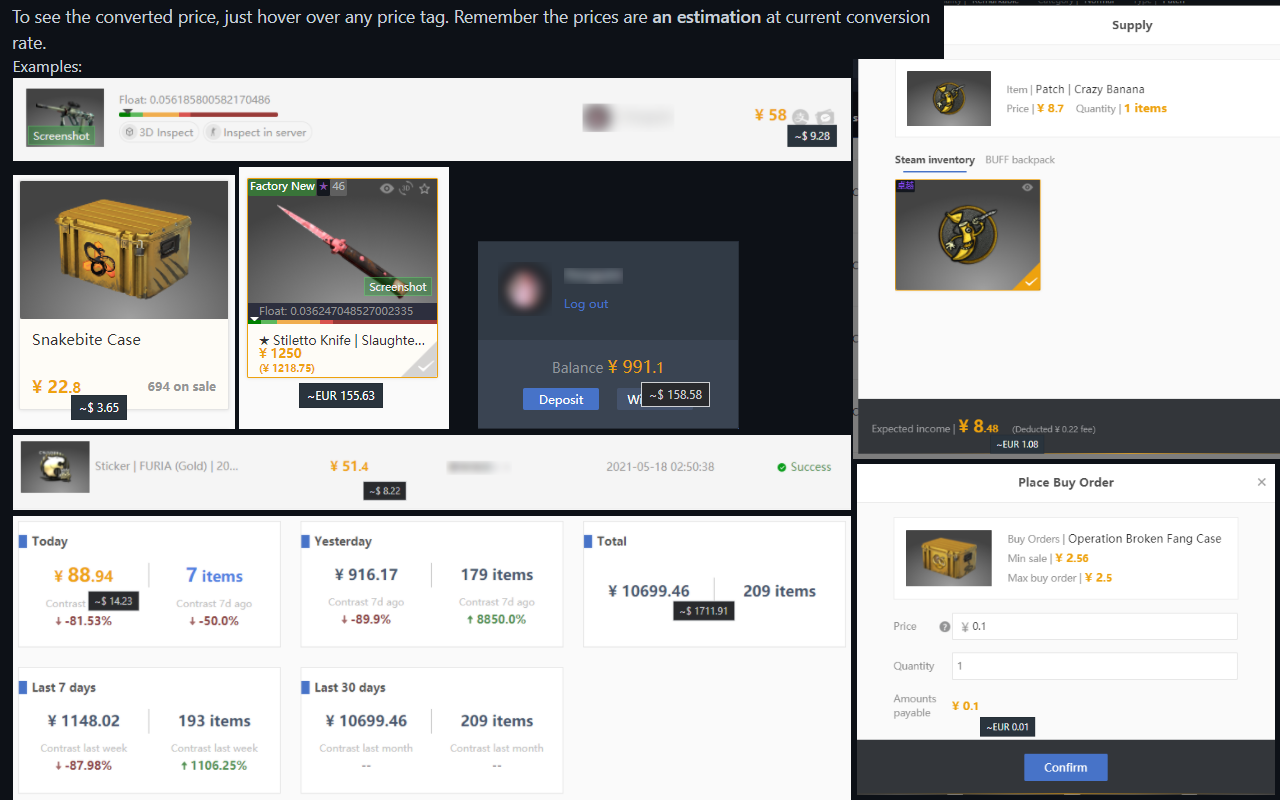 To see the converted price, just hover over any price tag. Remember the prices are an estimation at current conversion
rate.
Examples:
Float: 0.056185800582170486
Screenshot
3D Inspect
Inspect in server
¥ 58
~$ 9.28
Snakebite Case
¥ 22.8
694 on sale
~$ 3.65
Factory New ★ 46
3D
Screenshot
Float: 0.036247048527002335
★ Stiletto Knife | Slaughte...
¥ 1250
(¥ 1218.75)
~EUR 155.63
Log out
Balance ¥ 991.1
Deposit
Wi
~$ 158.58
Sticker | FURIA (Gold) | 20...
¥ 51.4
2021-05-18 02:50:38
Success
~$ 8.22
Today
¥ 88.94
7 items
Contrast
~$ 14.23
Contrast 7d ago
↓ -81.53%
↓ -50.0%
Yesterday
¥ 916.17
179 items
Contrast 7d ago
Contrast 7d ago
↓ -89.9%
↑ 8850.0%
Total
¥ 10699.46
209 items
~$ 1711.91
Last 7 days
¥ 1148.02
193 items
Contrast last week
Contrast last week
↓ -87.98%
↑ 1106.25%
Last 30 days
¥ 10699.46
209 items
Contrast last month
Contrast last month
--
--
Supply
Item | Patch | Crazy Banana
Price | ¥ 8.7 Quantity | 1 items
Steam inventory
BUFF backpack
卓越
Expected income | ¥ 8.48 (Deducted ¥ 0.22 fee)
~EUR 1.08
Place Buy Order
×
Buy Orders | Operation Broken Fang Case
Min sale | ¥ 2.56
Max buy order | ¥ 2.5
Price
?
¥ 0.1
Quantity
1
Amounts
payable
¥ 0.1
~EUR 0.01
Confirm